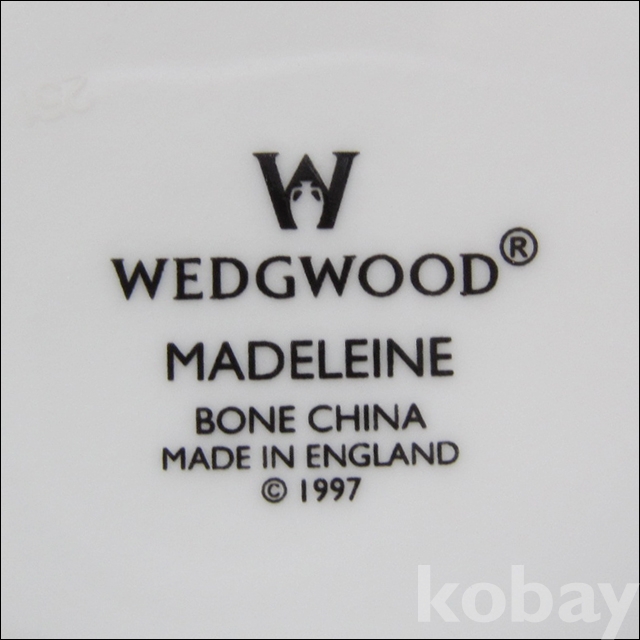 W
WEDGWOOD®
MADELEINE
BONE CHINA
MADE IN ENGLAND
© 1997
kobay